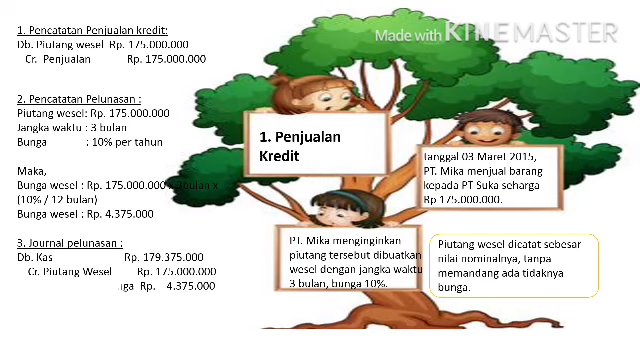 Made with KINEMASTER
1. Pencatatan Penjualan kredit:
Db. Piutang wesel Rp. 175.000.000
Cr. Penjualan Rp. 175.000.000
2. Pencatatan Pelunasan :
Piutang wesel: Rp. 175.000.000
Jangka waktu : 3 bulan
Bunga : 10% per tahun
Maka,
Bunga wesel : Rp. 175.000.000 x 3bulan x
(10% / 12 bulan)
Bunga wesel : Rp. 4.375.000
3. Journal pelunasan :
Db. Kas Rp. 179.375.000
Cr. Piutang Wesel Rp. 175.000.000
Rp. 4.375.000
1. Penjualan
Kredit
tanggal 03 Maret 2015,
PT. Mika menjual barang
kepada PT Suka seharga
Rp 175.000.000.
PT. Mika menginginkan
piutang tersebut dibuatkan
wesel dengan jangka waktu
3 bulan, bunga 10%.
Piutang wesel dicatat sebesar
nilai nominalnya, tanpa
memandang ada tidaknya
bunga.